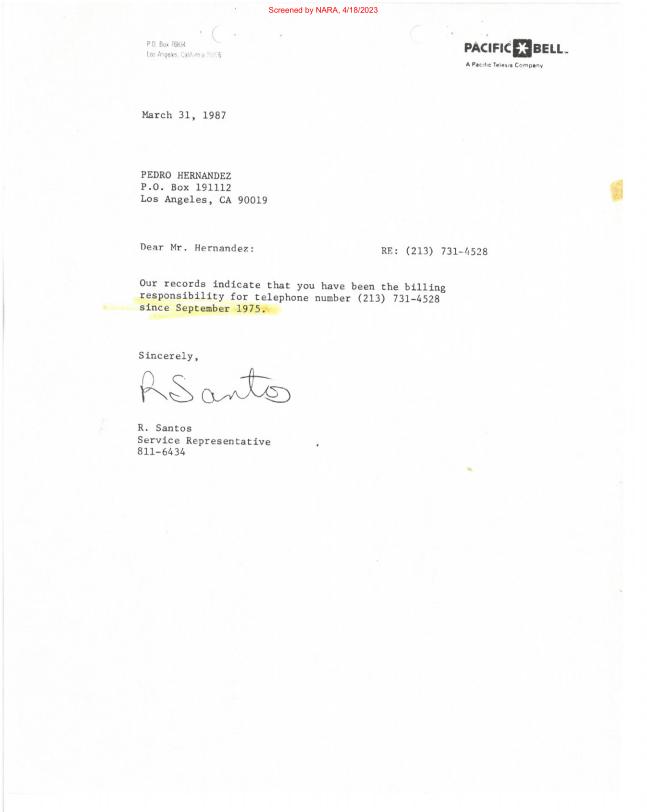 Screened by NARA, 4/18/2023
P.O. Box
Los Angeles, California
PACIFIC BELL™
A Pacific Telesis Company
March 31, 1987
PEDRO HERNANDEZ
P.O. Box 191112
Los Angeles, CA 90019
Dear Mr. Hernandez:
RE: (213) 731-4528
Our records indicate that you have been the billing
responsibility for telephone number (213) 731-4528
since September 1975.
Sincerely,
R Santos
R. Santos
Service Representative
811-6434